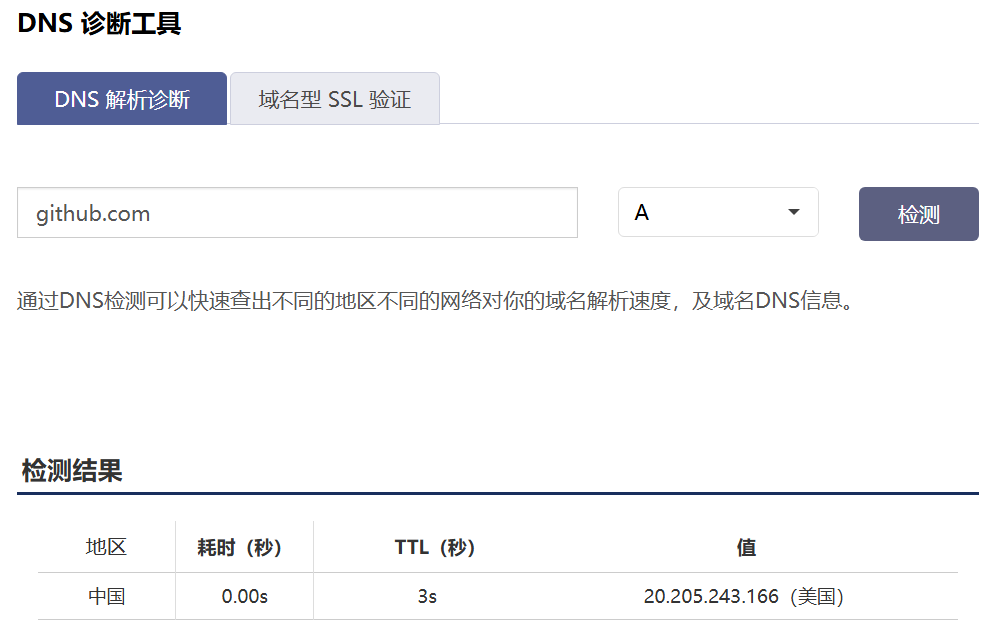 DNS 诊断工具
DNS 解析诊断 域名型 SSL 验证
github.com A 检测
通过DNS检测可以快速查出不同的地区不同的网络对你的域名解析速度，及域名DNS信息。
检测结果
地区 耗时（秒） TTL（秒） 值
中国 0.00s 3s 20.205.243.166（美国）